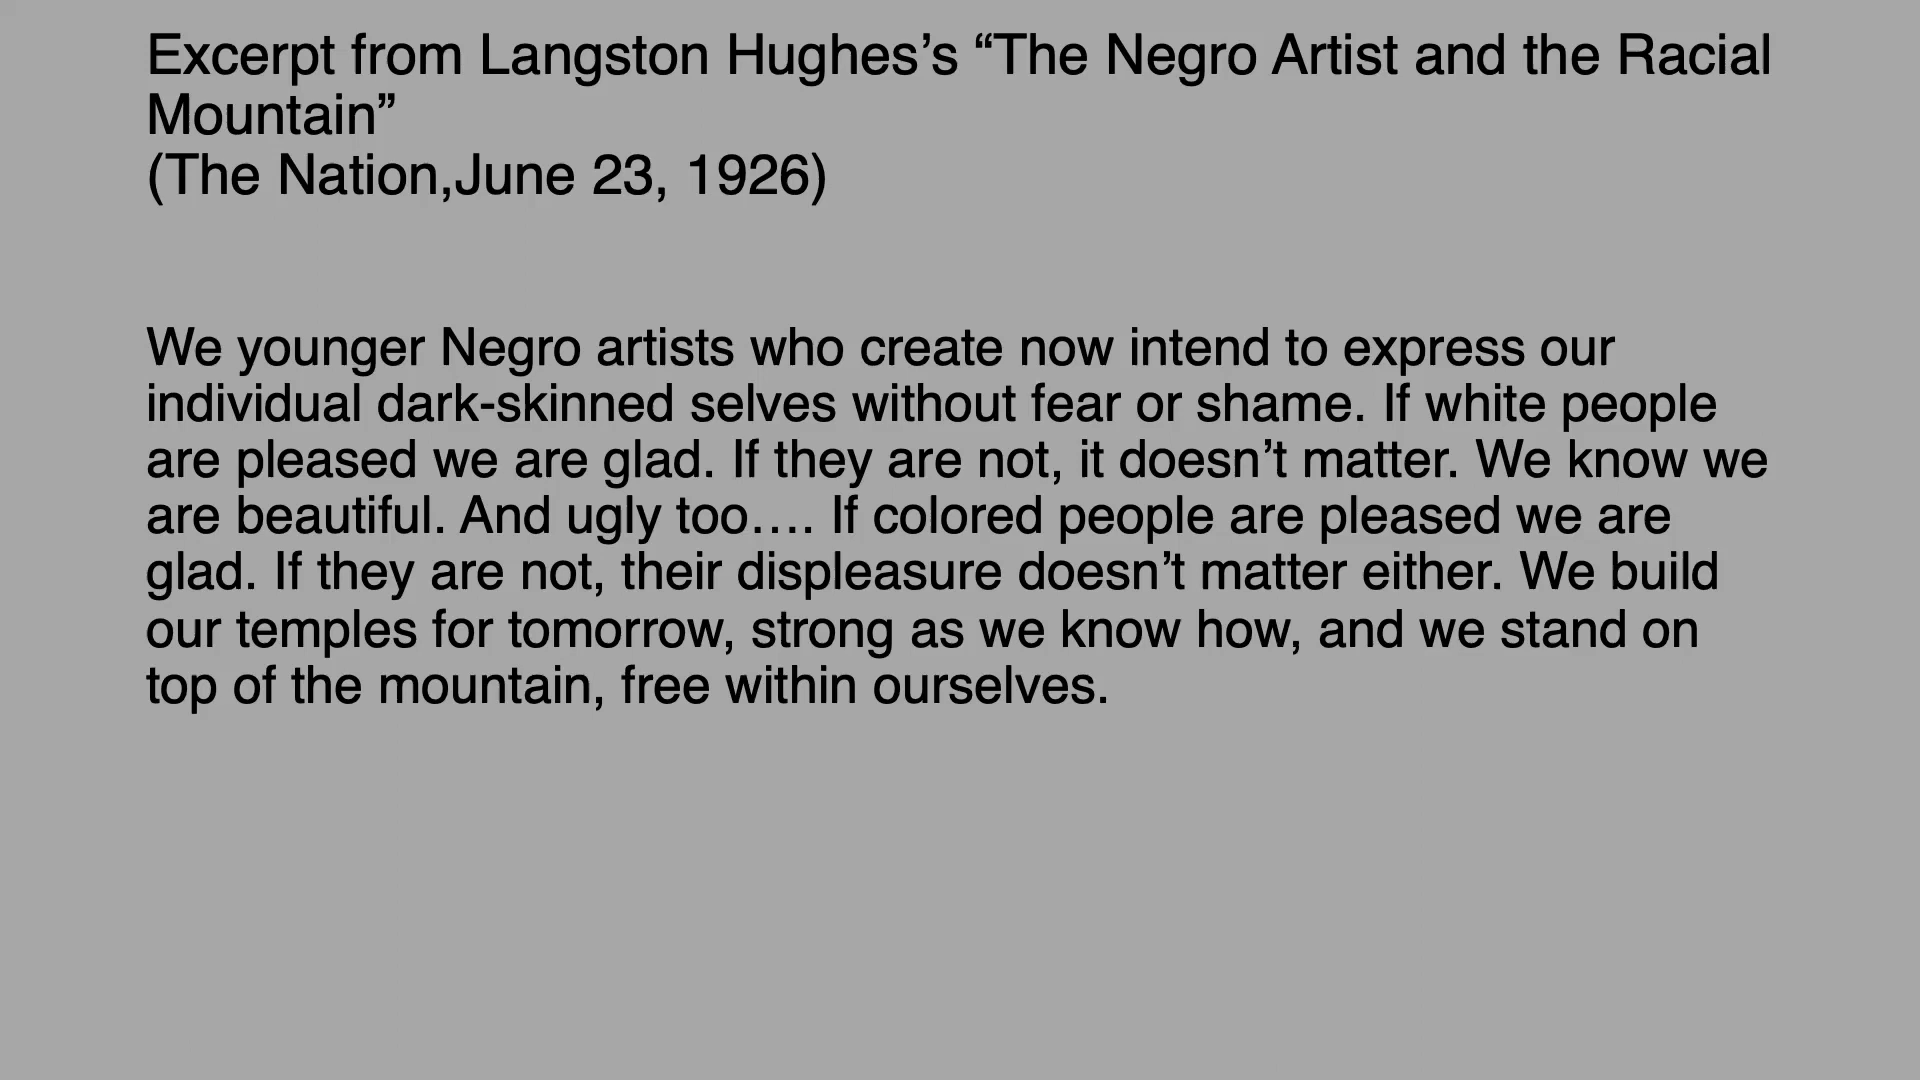 Excerpt from Langston Hughes’s “The Negro Artist and the Racial
Mountain”
(The Nation,June 23, 1926)
We younger Negro artists who create now intend to express our
individual dark-skinned selves without fear or shame. If white people
are pleased we are glad. If they are not, it doesn’t matter. We know we
are beautiful. And ugly too…. If colored people are pleased we are
glad. If they are not, their displeasure doesn’t matter either. We build
our temples for tomorrow, strong as we know how, and we stand on
top of the mountain, free within ourselves.